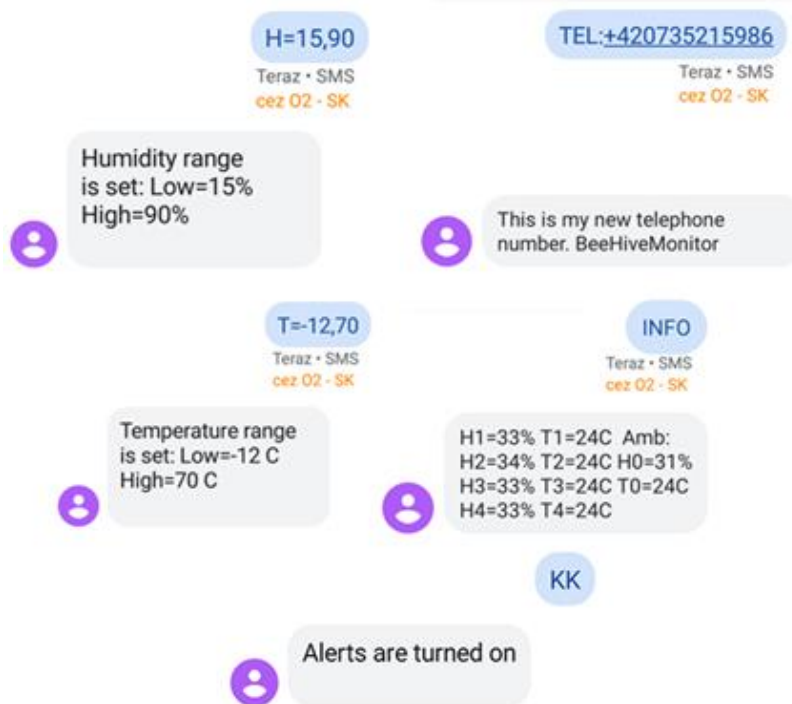 H=15,90
Teraz • SMS
cez O2 - SK
Humidity range
is set: Low=15%
High=90%
TEL:+420735215986
Teraz • SMS
cez O2 - SK
This is my new telephone
number. BeeHiveMonitor
T=-12,70
Teraz • SMS
cez O2 - SK
Temperature range
is set: Low=-12 C
High=70 C
INFO
Teraz • SMS
cez O2 - SK
H1=33% T1=24C Amb:
H2=34% T2=24C H0=31%
H3=33% T3=24C T0=24C
H4=33% T4=24C
KK
Alerts are turned on